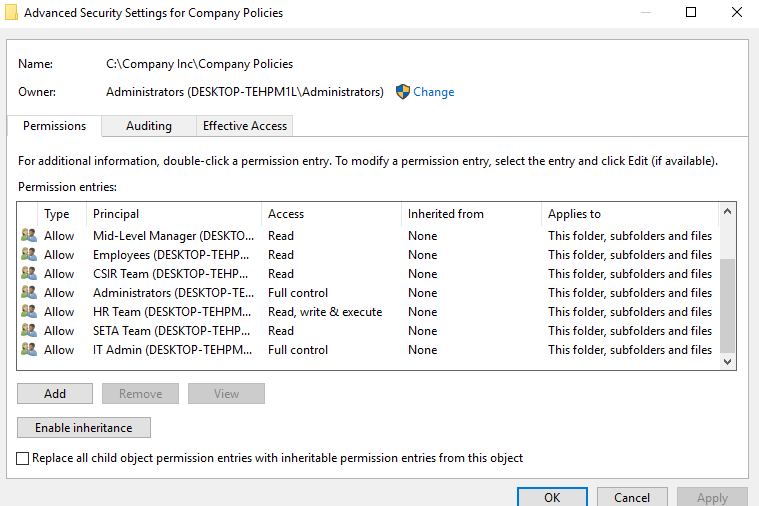 Advanced Security Settings for Company Policies
Name: C:\Company Inc\Company Policies
Owner: Administrators (DESKTOP-TEHPM1L\Administrators) Change
Permissions Auditing Effective Access
For additional information, double-click a permission entry. To modify a permission entry, select the entry and click Edit (if available).
Permission entries:
Type Principal Access Inherited from Applies to
Allow Mid-Level Manager (DESKTO... Read None This folder, subfolders and files
Allow Employees (DESKTOP-TEHP... Read None This folder, subfolders and files
Allow CSIR Team (DESKTOP-TEHP... Read None This folder, subfolders and files
Allow Administrators (DESKTOP-TE... Full control None This folder, subfolders and files
Allow HR Team (DESKTOP-TEHPM... Read, write & execute None This folder, subfolders and files
Allow SETA Team (DESKTOP-TEHP... Read None This folder, subfolders and files
Allow IT Admin (DESKTOP-TEHPM... Full control None This folder, subfolders and files
Add Remove View
Enable inheritance
Replace all child object permission entries with inheritable permission entries from this object
OK Cancel Apply